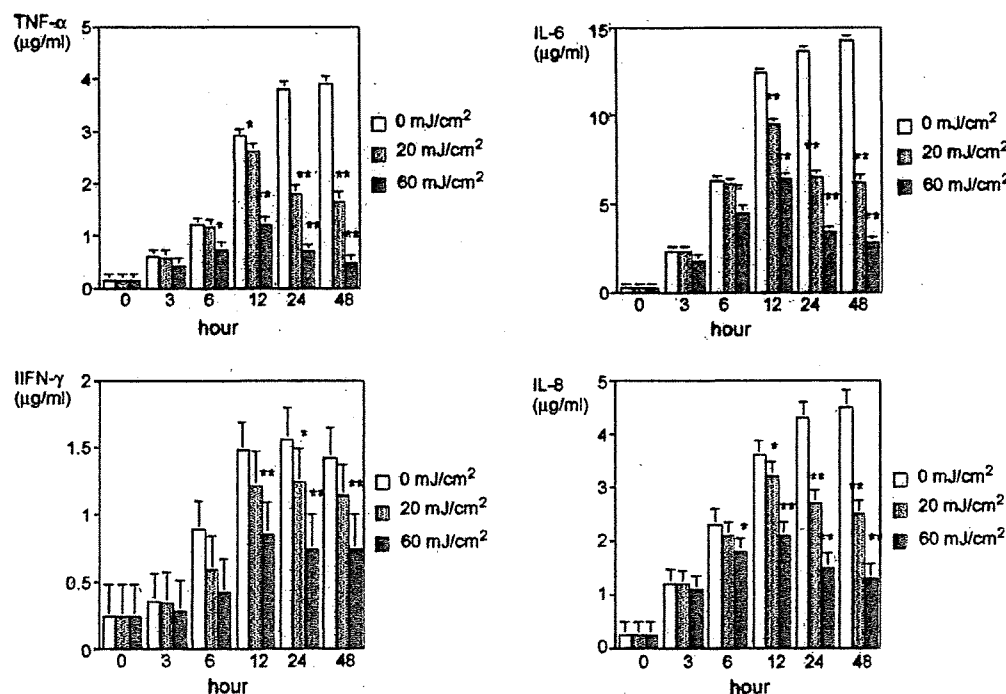 TNF-α
(μg/ml)
5
4
3
2
1
0
* ** ** ** ** ** *
0 3 6 12 24 48
hour
0 mJ/cm²
20 mJ/cm²
60 mJ/cm²
IL-6
(μg/ml)
15
10
5
0
** ** ** ** ** **
0 3 6 12 24 48
hour
0 mJ/cm²
20 mJ/cm²
60 mJ/cm²
IIFN-γ
(μg/ml)
2
1.5
1
0.5
0
** * ** **
0 3 6 12 24 48
hour
0 mJ/cm²
20 mJ/cm²
60 mJ/cm²
IL-8
(μg/ml)
5
4
3
2
1
0
* * ** ** ** ** **
0 3 6 12 24 48
hour
0 mJ/cm²
20 mJ/cm²
60 mJ/cm²